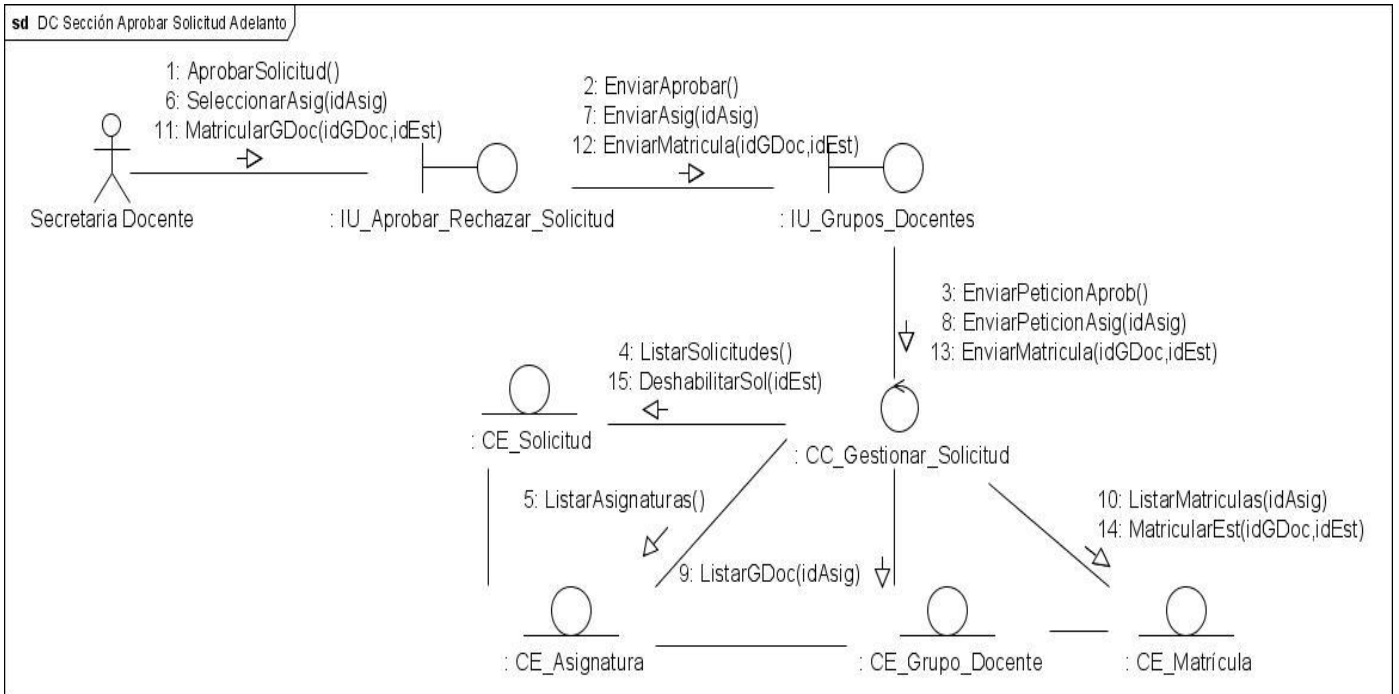 sd DC Sección Aprobar Solicitud Adelanto
1: AprobarSolicitud()
6: SeleccionarAsig(idAsig)
11: MatricularGDoc(idGDoc,idEst)
2: EnviarAprobar()
7: EnviarAsig(idAsig)
12: EnviarMatricula(idGDoc,idEst)
Secretaria Docente
: IU_Aprobar_Rechazar_Solicitud
: IU_Grupos_Docentes
3: EnviarPeticionAprob()
8: EnviarPeticionAsig(idAsig)
13: EnviarMatricula(idGDoc,idEst)
4: ListarSolicitudes()
15: DeshabilitarSol(idEst)
: CE_Solicitud
: CC_Gestionar_Solicitud
5: ListarAsignaturas()
10: ListarMatriculas(idAsig)
14: MatricularEst(idGDoc,idEst)
9: ListarGDoc(idAsig)
: CE_Asignatura
: CE_Grupo_Docente
: CE_Matrícula